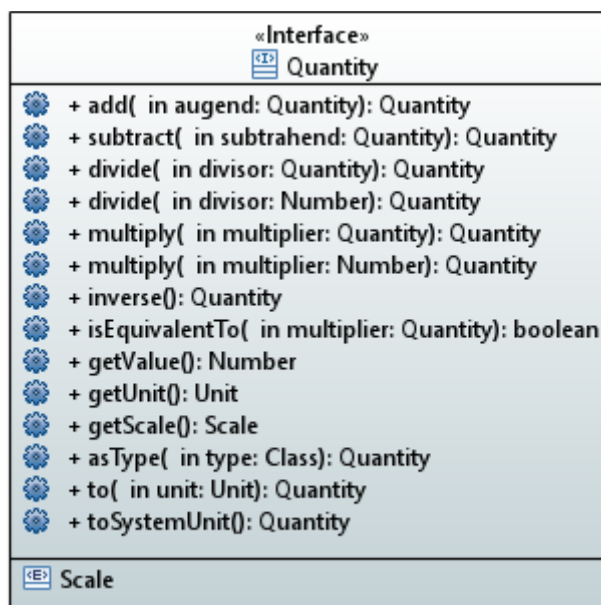 «Interface»
<I> Quantity
+ add( in augend: Quantity): Quantity
+ subtract( in subtrahend: Quantity): Quantity
+ divide( in divisor: Quantity): Quantity
+ divide( in divisor: Number): Quantity
+ multiply( in multiplier: Quantity): Quantity
+ multiply( in multiplier: Number): Quantity
+ inverse(): Quantity
+ isEquivalentTo( in multiplier: Quantity): boolean
+ getValue(): Number
+ getUnit(): Unit
+ getScale(): Scale
+ asType( in type: Class): Quantity
+ to( in unit: Unit): Quantity
+ toSystemUnit(): Quantity
<E> Scale